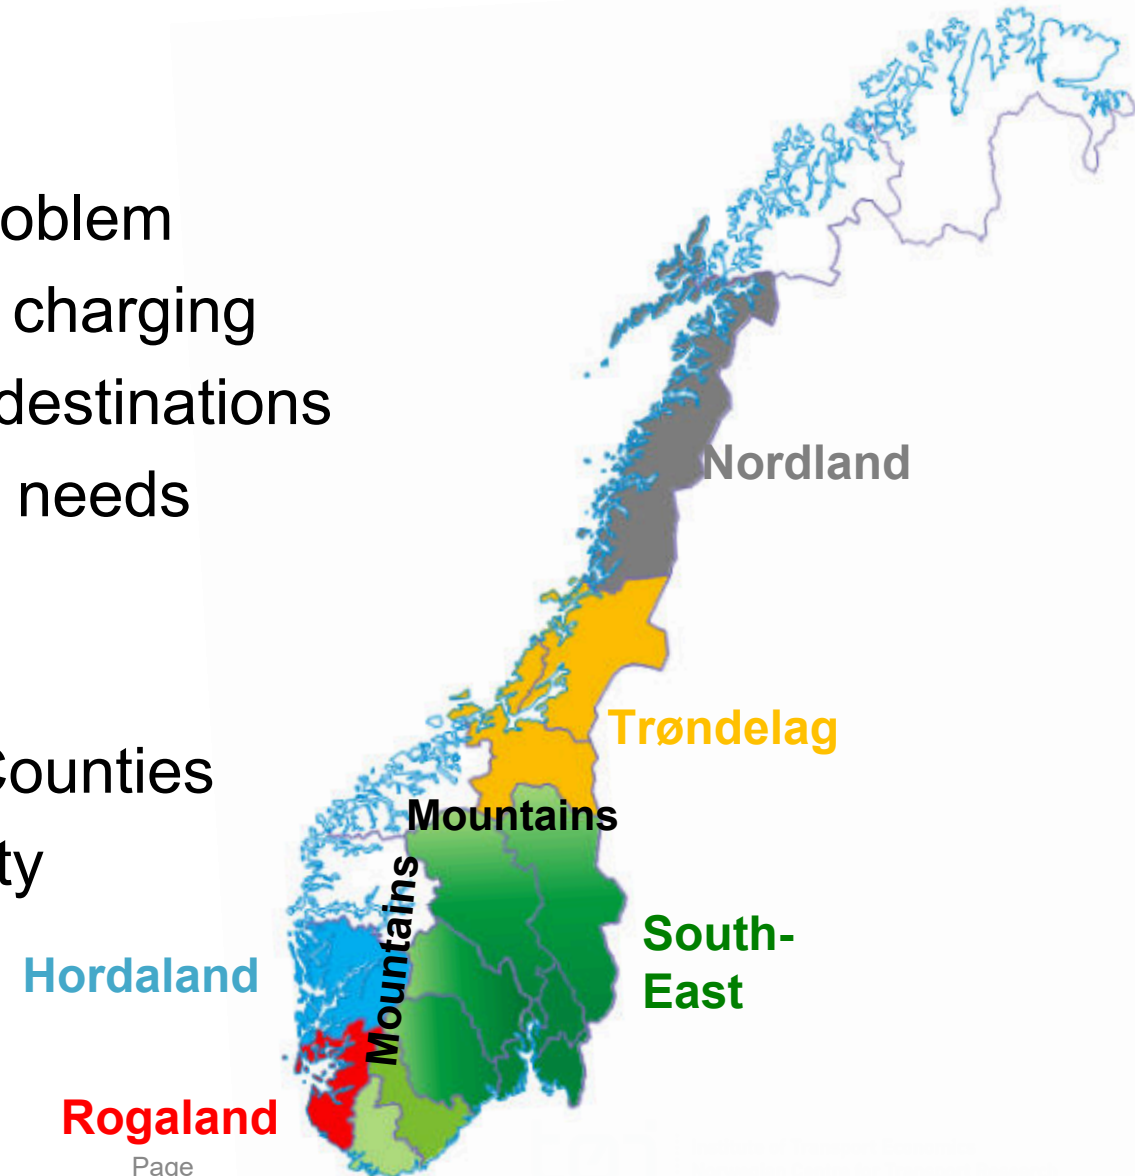 oblem
charging
destinations
needs
Counties
ty
Nordland
Trøndelag
Mountains
Mountains
South-
East
Hordaland
Rogaland
Page